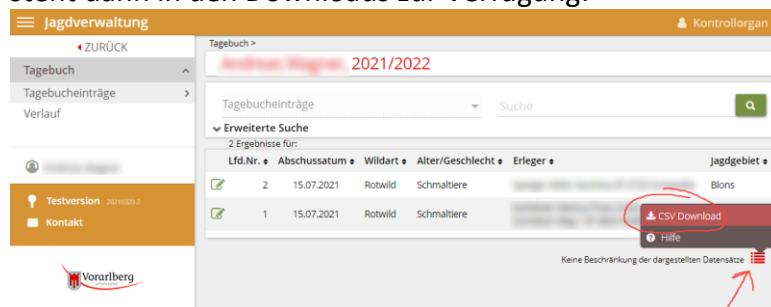 steht dann in den Downloads zur Verfügung.
Jagdverwaltung
Kontrollorgan
ZURÜCK
Tagebuch >
2021/2022
Tagebuch
Tagebucheinträge
Verlauf
Tagebucheinträge
Suche
Erweiterte Suche
2 Ergebnisse für:
Lfd.Nr. Abschussatum Wildart Alter/Geschlecht Erleger Jagdgebiet
2 15.07.2021 Rotwild Schmaltiere Blons
1 15.07.2021 Rotwild Schmaltiere
Testversion 20210323.2
Kontakt
CSV Download
Hilfe
Keine Beschränkung der dargestellten Datensätze
Vorarlberg